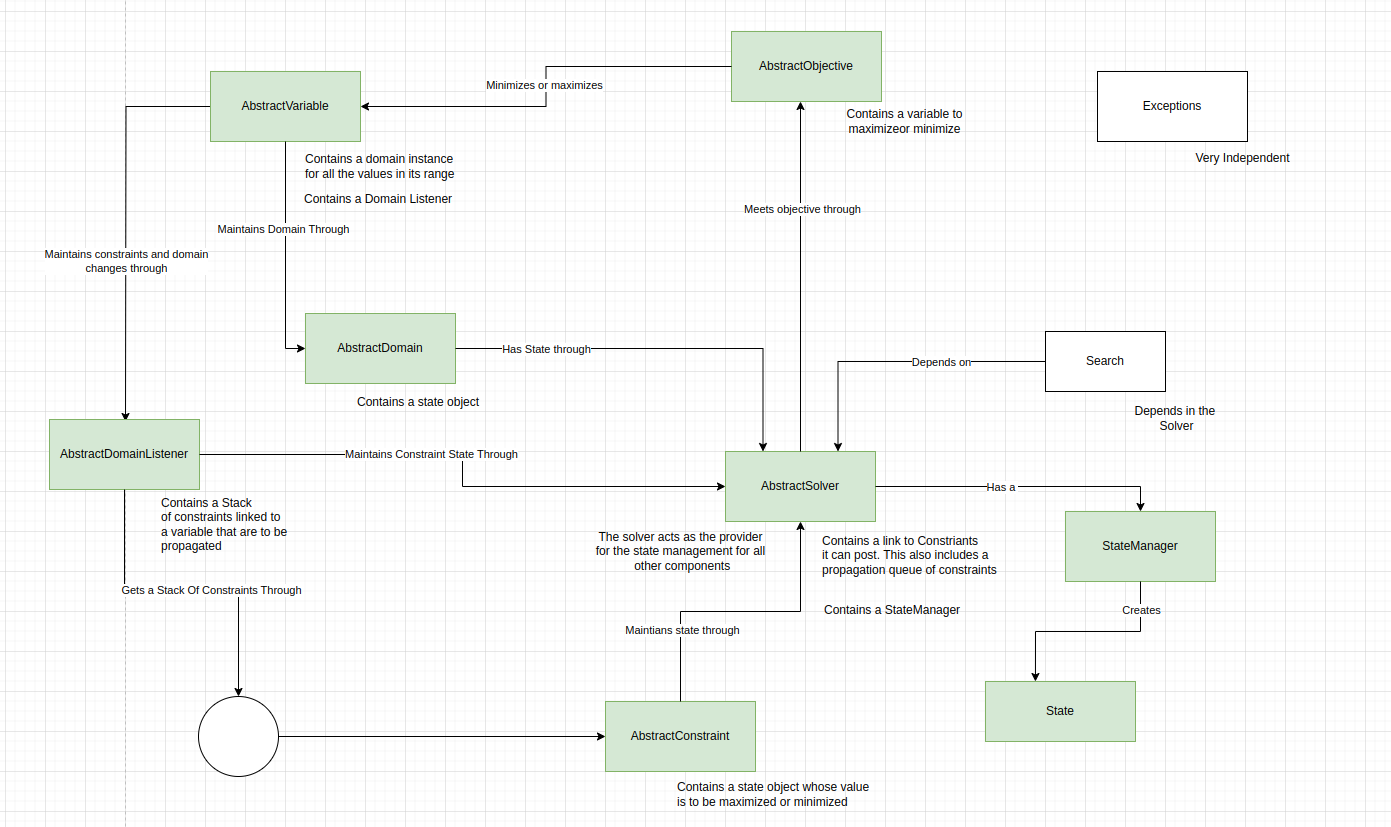 AbstractObjective
Minimizes or maximizes
AbstractVariable
Exceptions
Contains a variable to
maximizeor minimize
Very Independent
Contains a domain instance
for all the values in its range
Contains a Domain Listener
Meets objective through
Maintains Domain Through
Maintains constraints and domain
changes through
AbstractDomain
Has State through
Depends on
Search
Contains a state object
Depends in the
Solver
AbstractDomainListener
Maintains Constraint State Through
AbstractSolver
Has a
Contains a Stack
of constraints linked to
a variable that are to be
propagated
The solver acts as the provider
for the state management for all
other components
Contains a link to Constriants
it can post. This also includes a
propagation queue of constraints
StateManager
Gets a Stack Of Constraints Through
Contains a StateManager
Creates
Maintians state through
State
AbstractConstraint
Contains a state object whose value
is to be maximized or minimized